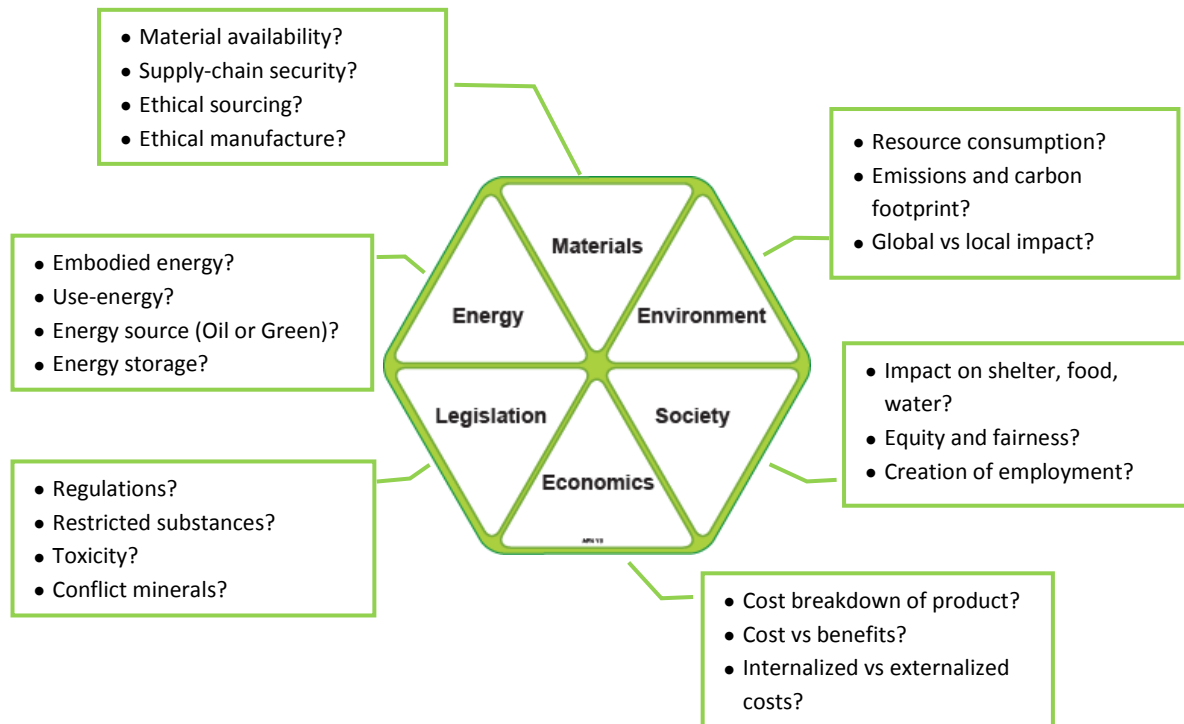 • Material availability?
• Supply-chain security?
• Ethical sourcing?
• Ethical manufacture?
• Resource consumption?
• Emissions and carbon
footprint?
• Global vs local impact?
Materials
• Embodied energy?
• Use-energy?
• Energy source (Oil or Green)?
• Energy storage?
Energy
Environment
• Impact on shelter, food,
water?
• Equity and fairness?
• Creation of employment?
Legislation
Society
Economics
• Regulations?
• Restricted substances?
• Toxicity?
• Conflict minerals?
• Cost breakdown of product?
• Cost vs benefits?
• Internalized vs externalized
costs?